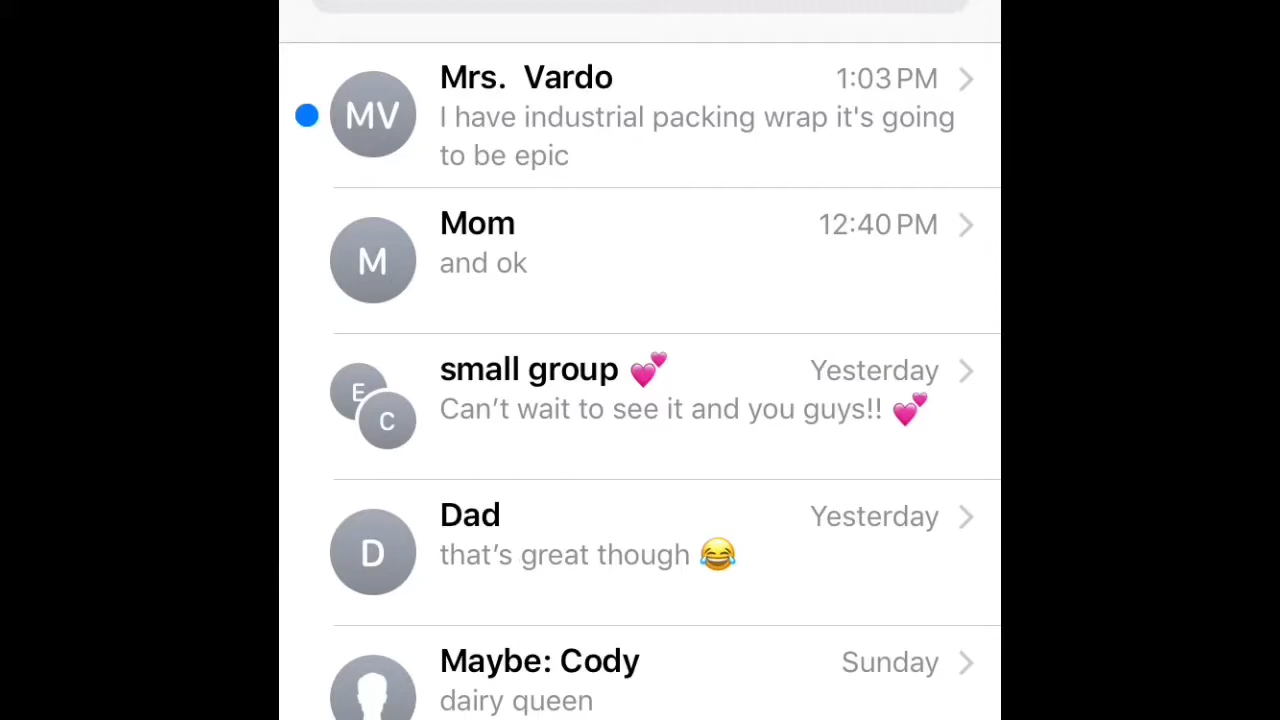 Mrs.  Vardo
1:03 PM
MV
I have industrial packing wrap it's going
to be epic
Mom
12:40 PM
M
and ok
small group 💕
Yesterday
E
C
Can’t wait to see it and you guys!! 💕
Dad
Yesterday
D
that’s great though 😂
Maybe: Cody
Sunday
dairy queen